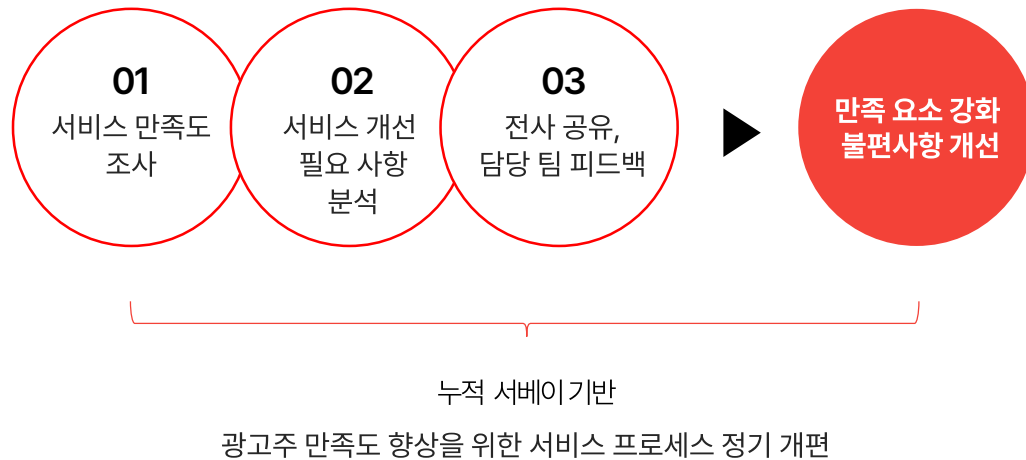 01
서비스 만족도
조사
02
서비스 개선
필요 사항
분석
03
전사 공유,
담당 팀 피드백
만족 요소 강화
불편사항 개선
누적 서베이 기반
광고주 만족도 향상을 위한 서비스 프로세스 정기 개편